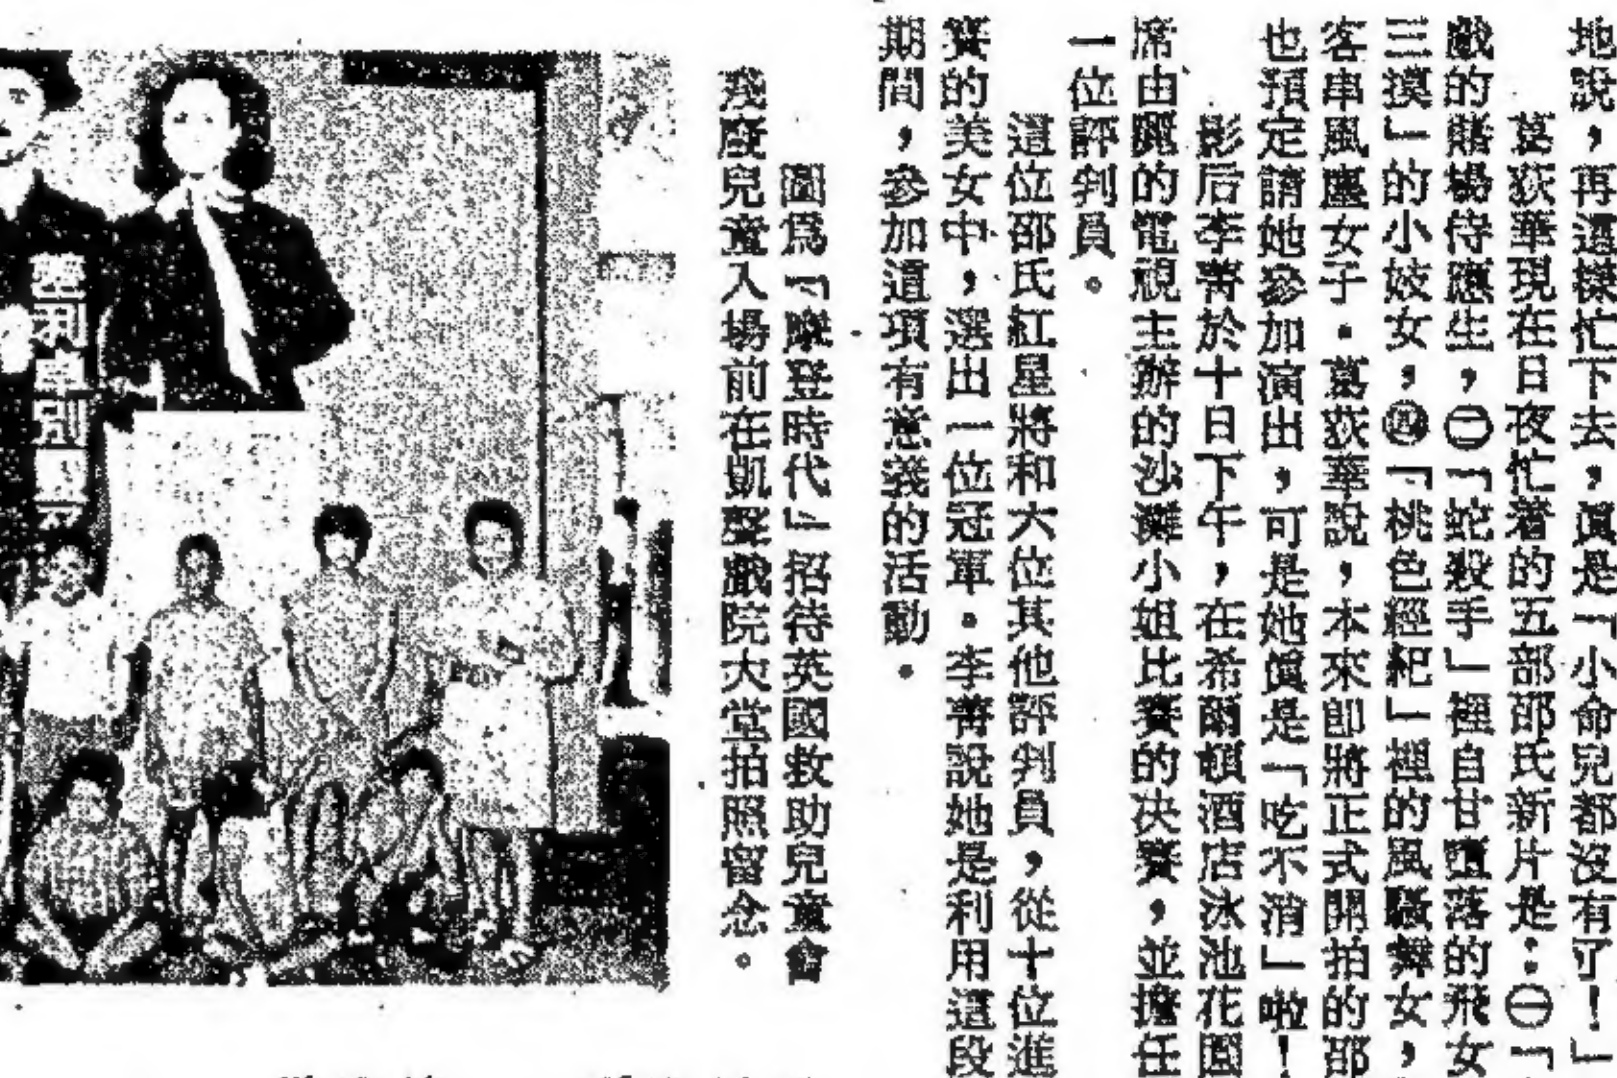 地說，再這樣忙下去，眞是「小命兒都沒有了！」
葛荻華現在日夜忙着的五部邵氏新片是：㊀「
戲的賭場侍應生，㊁「蛇殺手」裡自甘墮落的飛女
三摸」的小妓女，㊃「桃色經紀」裡的風騷舞女，
客串風塵女子。葛荻華說，本來即將正式開拍的邵
也預定請她參加演出，可是她眞是「吃不消」啦！
影后李菁於十日下午，在希爾頓酒店泳池花園
席由麗的電視主辦的沙灘小姐比賽的決賽，並擔任
一位評判員。
這位邵氏紅星將和六位其他評判員，從十位進
賽的美女中，選出一位冠軍。李菁說她是利用這段
期間，參加這項有意義的活動。
圖爲「摩登時代」招待英國救助兒童會
殘廢兒童入場前在凱聲戲院大堂拍照留念。
差利卓別靈